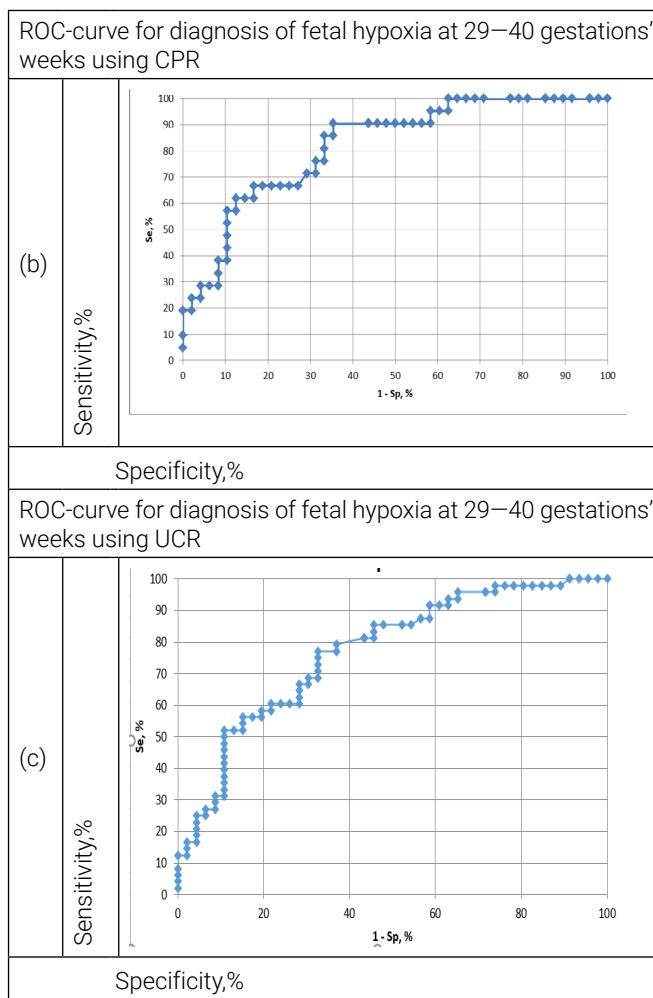 ROC-curve for diagnosis of fetal hypoxia at 29—40 gestations'
weeks using CPR
(b)
Sensitivity,%
Se, %
100
90
80
70
60
50
40
30
20
10
0
0 10 20 30 40 50 60 70 80 90 100
1 - Sp, %
Specificity,%
ROC-curve for diagnosis of fetal hypoxia at 29—40 gestations'
weeks using UCR
(c)
Sensitivity,%
Se, %
100
90
80
70
60
50
40
30
20
10
0
0 20 40 60 80 100
1 - Sp, %
Specificity,%